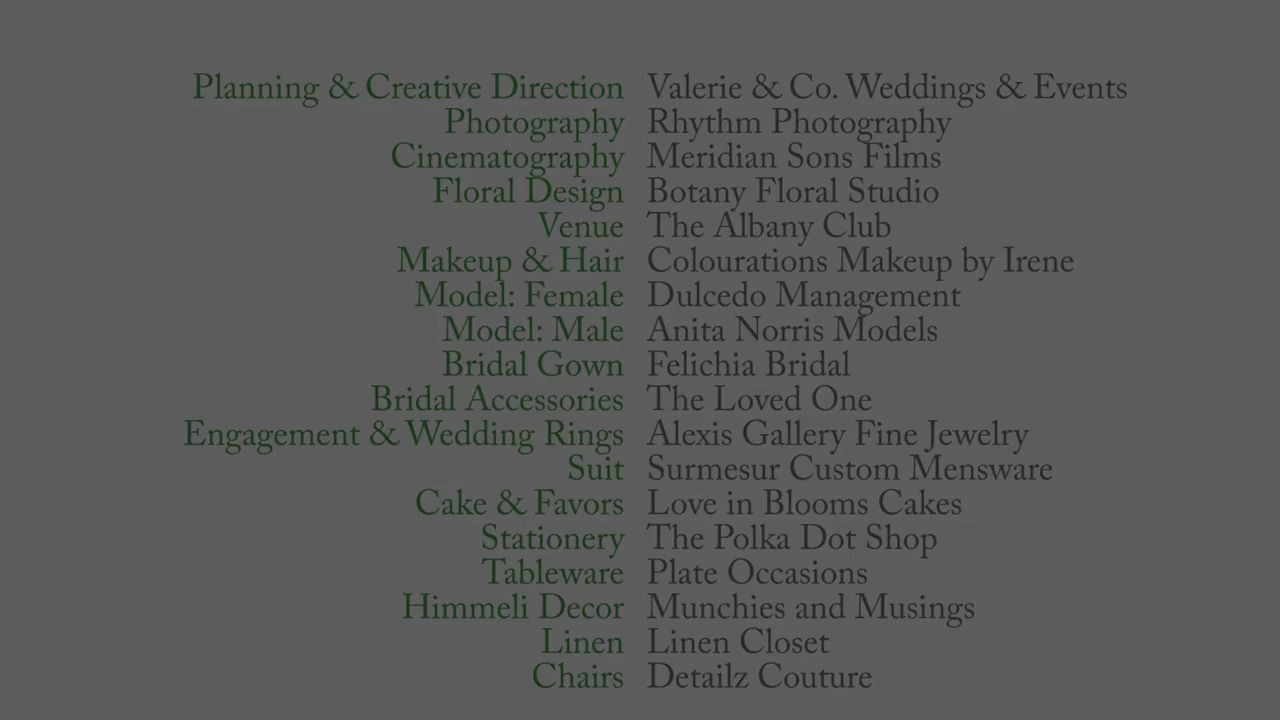 Planning & Creative Direction Valerie & Co. Weddings & Events
Photography Rhythm Photography
Cinematography Meridian Sons Films
Floral Design Botany Floral Studio
Venue The Albany Club
Makeup & Hair Colourations Makeup by Irene
Model: Female Dulcedo Management
Model: Male Anita Norris Models
Bridal Gown Felichia Bridal
Bridal Accessories The Loved One
Engagement & Wedding Rings Alexis Gallery Fine Jewelry
Suit Surmesur Custom Mensware
Cake & Favors Love in Blooms Cakes
Stationery The Polka Dot Shop
Tableware Plate Occasions
Himmeli Decor Munchies and Musings
Linen Linen Closet
Chairs Detailz Couture